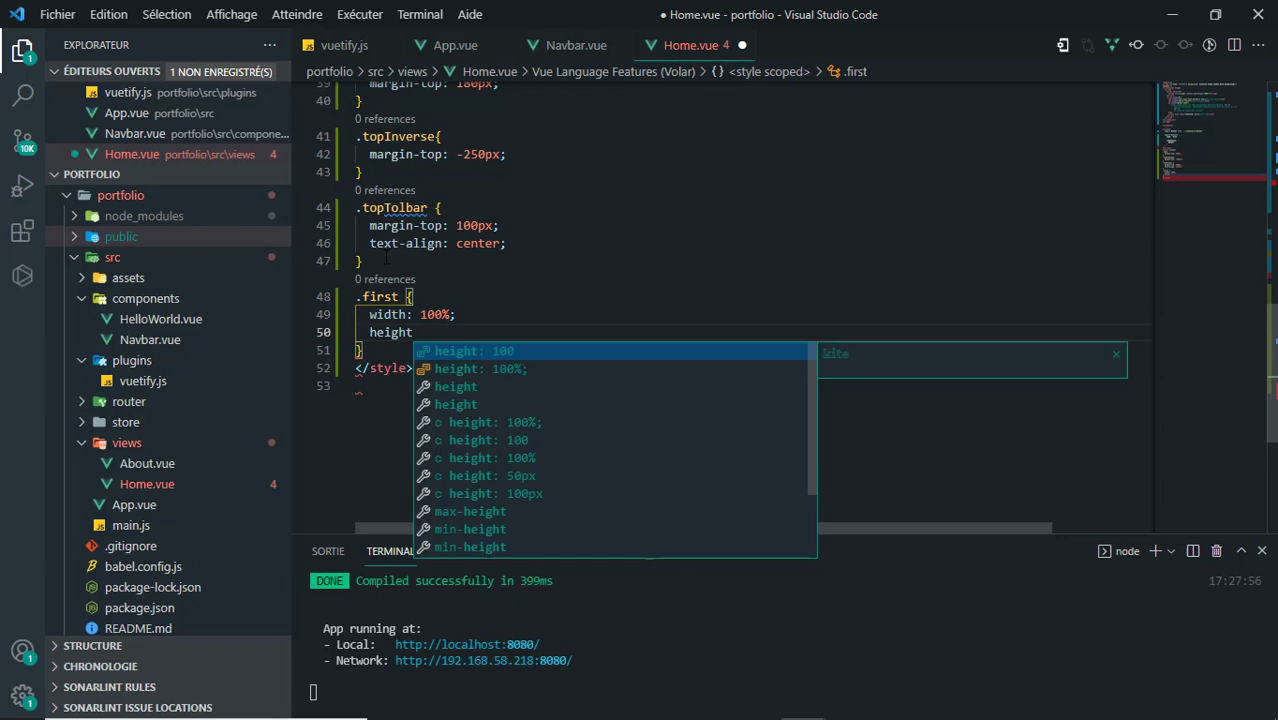 Fichier Edition Sélection Affichage Atteindre Exécuter Terminal Aide
● Home.vue - portfolio - Visual Studio Code
EXPLORATEUR
ÉDITEURS OUVERTS 1 NON ENREGISTRÉ(S)
vuetify.js portfolio\src\plugins
App.vue portfolio\src
Navbar.vue portfolio\src\compone...
Home.vue portfolio\src\views 4
PORTFOLIO
portfolio
node_modules
public
src
assets
components
HelloWorld.vue
Navbar.vue
plugins
vuetify.js
router
store
views
About.vue
Home.vue 4
App.vue
main.js
.gitignore
babel.config.js
package-lock.json
package.json
README.md
STRUCTURE
CHRONOLOGIE
SONARLINT RULES
SONARLINT ISSUE LOCATIONS
1
10K
1
1
vuetify.js App.vue Navbar.vue Home.vue 4 ●
portfolio > src > views > Home.vue > Vue Language Features (Volar) > {} <style scoped> > .first
39 margin-top: 180px;
40 }
0 references
41 .topInverse{
42 margin-top: -250px;
43 }
0 references
44 .topTolbar {
45 margin-top: 100px;
46 text-align: center;
47 }
0 references
48 .first {
49 width: 100%;
50 height
51 }
52 </style>
53
height: 100
height: 100%;
height
height
c height: 100%;
c height: 100
c height: 100%
c height: 50px
c height: 100px
max-height
min-height
min-height
kite
SORTIE TERMINAL
node
DONE Compiled successfully in 399ms 17:27:56
App running at:
- Local: http://localhost:8080/
- Network: http://192.168.58.218:8080/